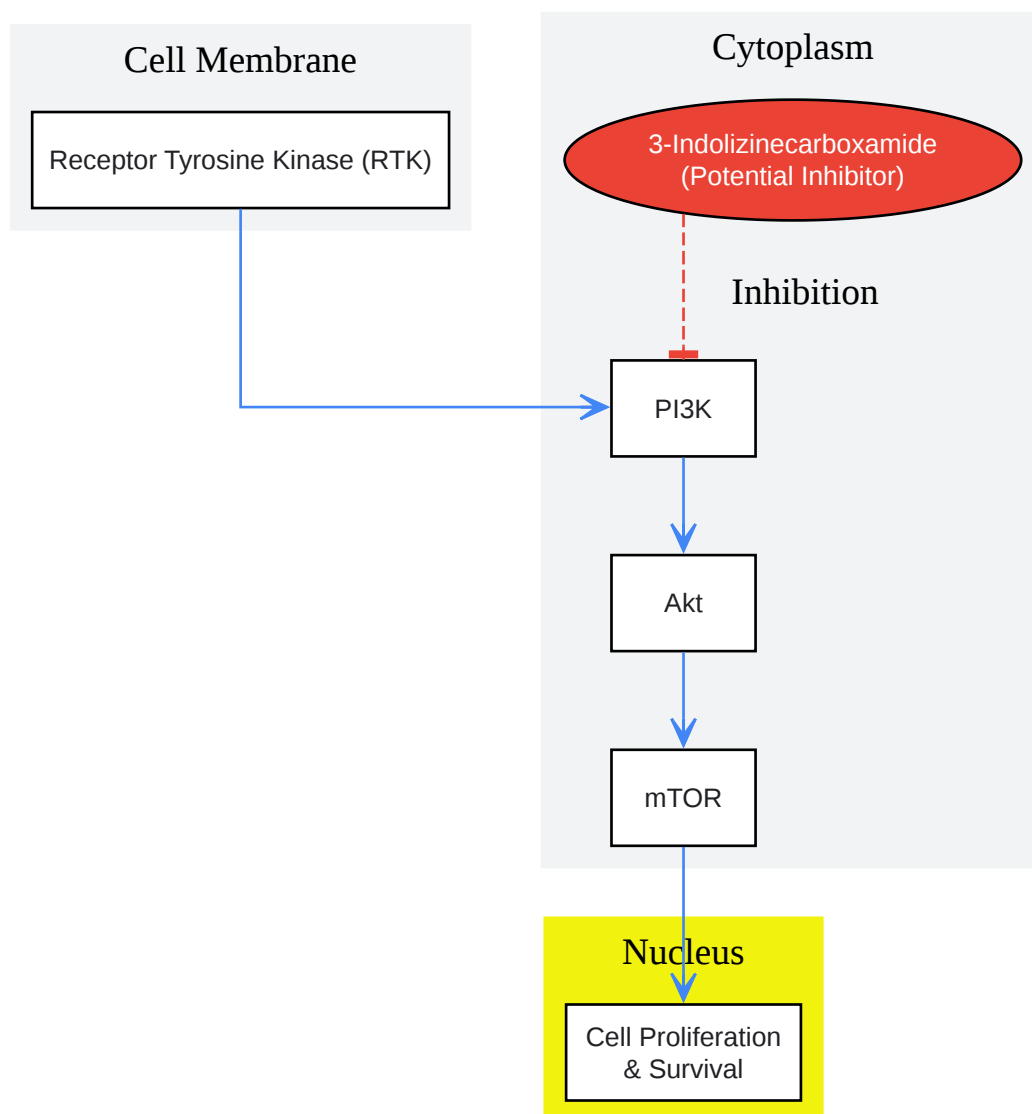 Cell Membrane
Receptor Tyrosine Kinase (RTK)
Cytoplasm
3-Indolizinecarboxamide
(Potential Inhibitor)
Inhibition
PI3K
Akt
mTOR
Nucleus
Cell Proliferation
& Survival